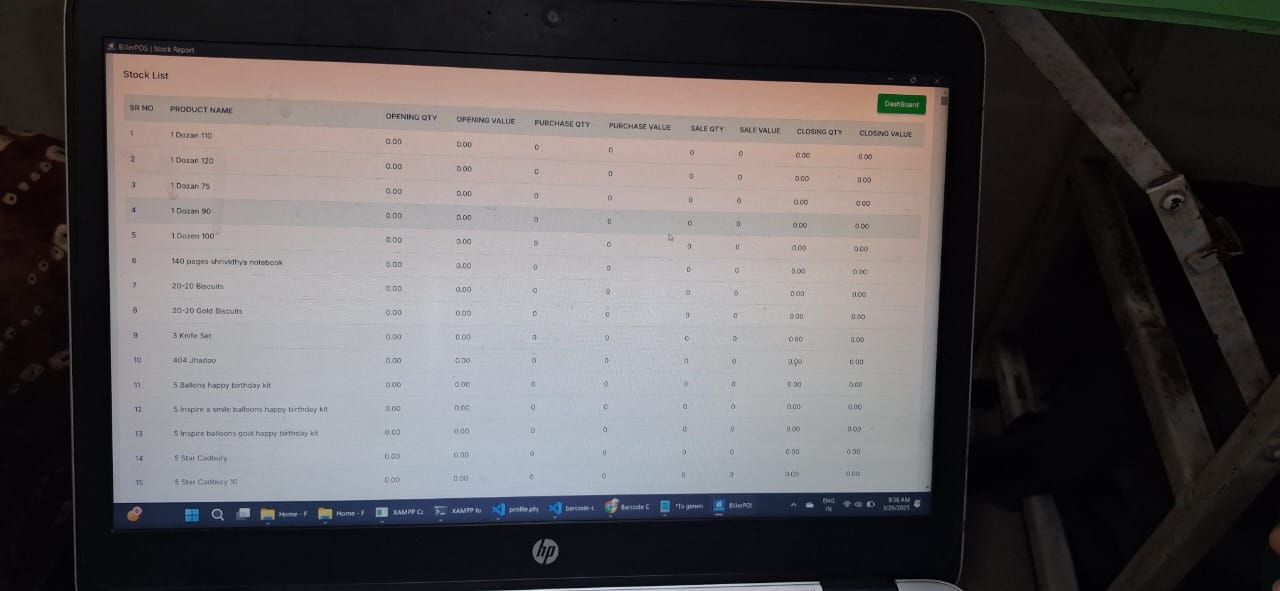 BillerPOS | Stock Report
Stock List
DashBoard
SR NO PRODUCT NAME OPENING QTY OPENING VALUE PURCHASE QTY PURCHASE VALUE SALE QTY SALE VALUE CLOSING QTY CLOSING VALUE
1 1 Dozan 110 0.00 0.00 0 0 0 0 0.00 0.00
2 1 Dozan 120 0.00 0.00 0 0 0 0 0.00 0.00
3 1 Dozan 75 0.00 0.00 0 0 0 0 0.00 0.00
4 1 Dozan 90 0.00 0.00 0 0 0 0 0.00 0.00
5 1 Dozen 100 0.00 0.00 0 0 0 0 0.00 0.00
6 140 pages shrividhya notebook 0.00 0.00 0 0 0 0 0.00 0.00
7 20-20 Biscuits 0.00 0.00 0 0 0 0 0.00 0.00
8 20-20 Gold Biscuits 0.00 0.00 0 0 0 0 0.00 0.00
9 3 Knife Set 0.00 0.00 0 0 0 0 0.00 0.00
10 404 Jhadoo 0.00 0.00 0 0 0 0 0.00 0.00
11 5 Ballons happy birthday kit 0.00 0.00 0 0 0 0 0.00 0.00
12 5 Inspire a smile balloons happy birthday kit 0.00 0.00 0 0 0 0 0.00 0.00
13 5 Inspire balloons gold happy birthday kit 0.00 0.00 0 0 0 0 0.00 0.00
14 5 Star Cadbury 0.00 0.00 0 0 0 0 0.00 0.00
15 5 Star Cadbury 10 0.00 0.00 0 0 0 0 0.00 0.00
Home - F Home - F XAMPP Cc XAMPP fo profile.php barcode-c Barcode C *To genera BillerPOS ENG 9:38 AM
IN 3/26/2025
hp